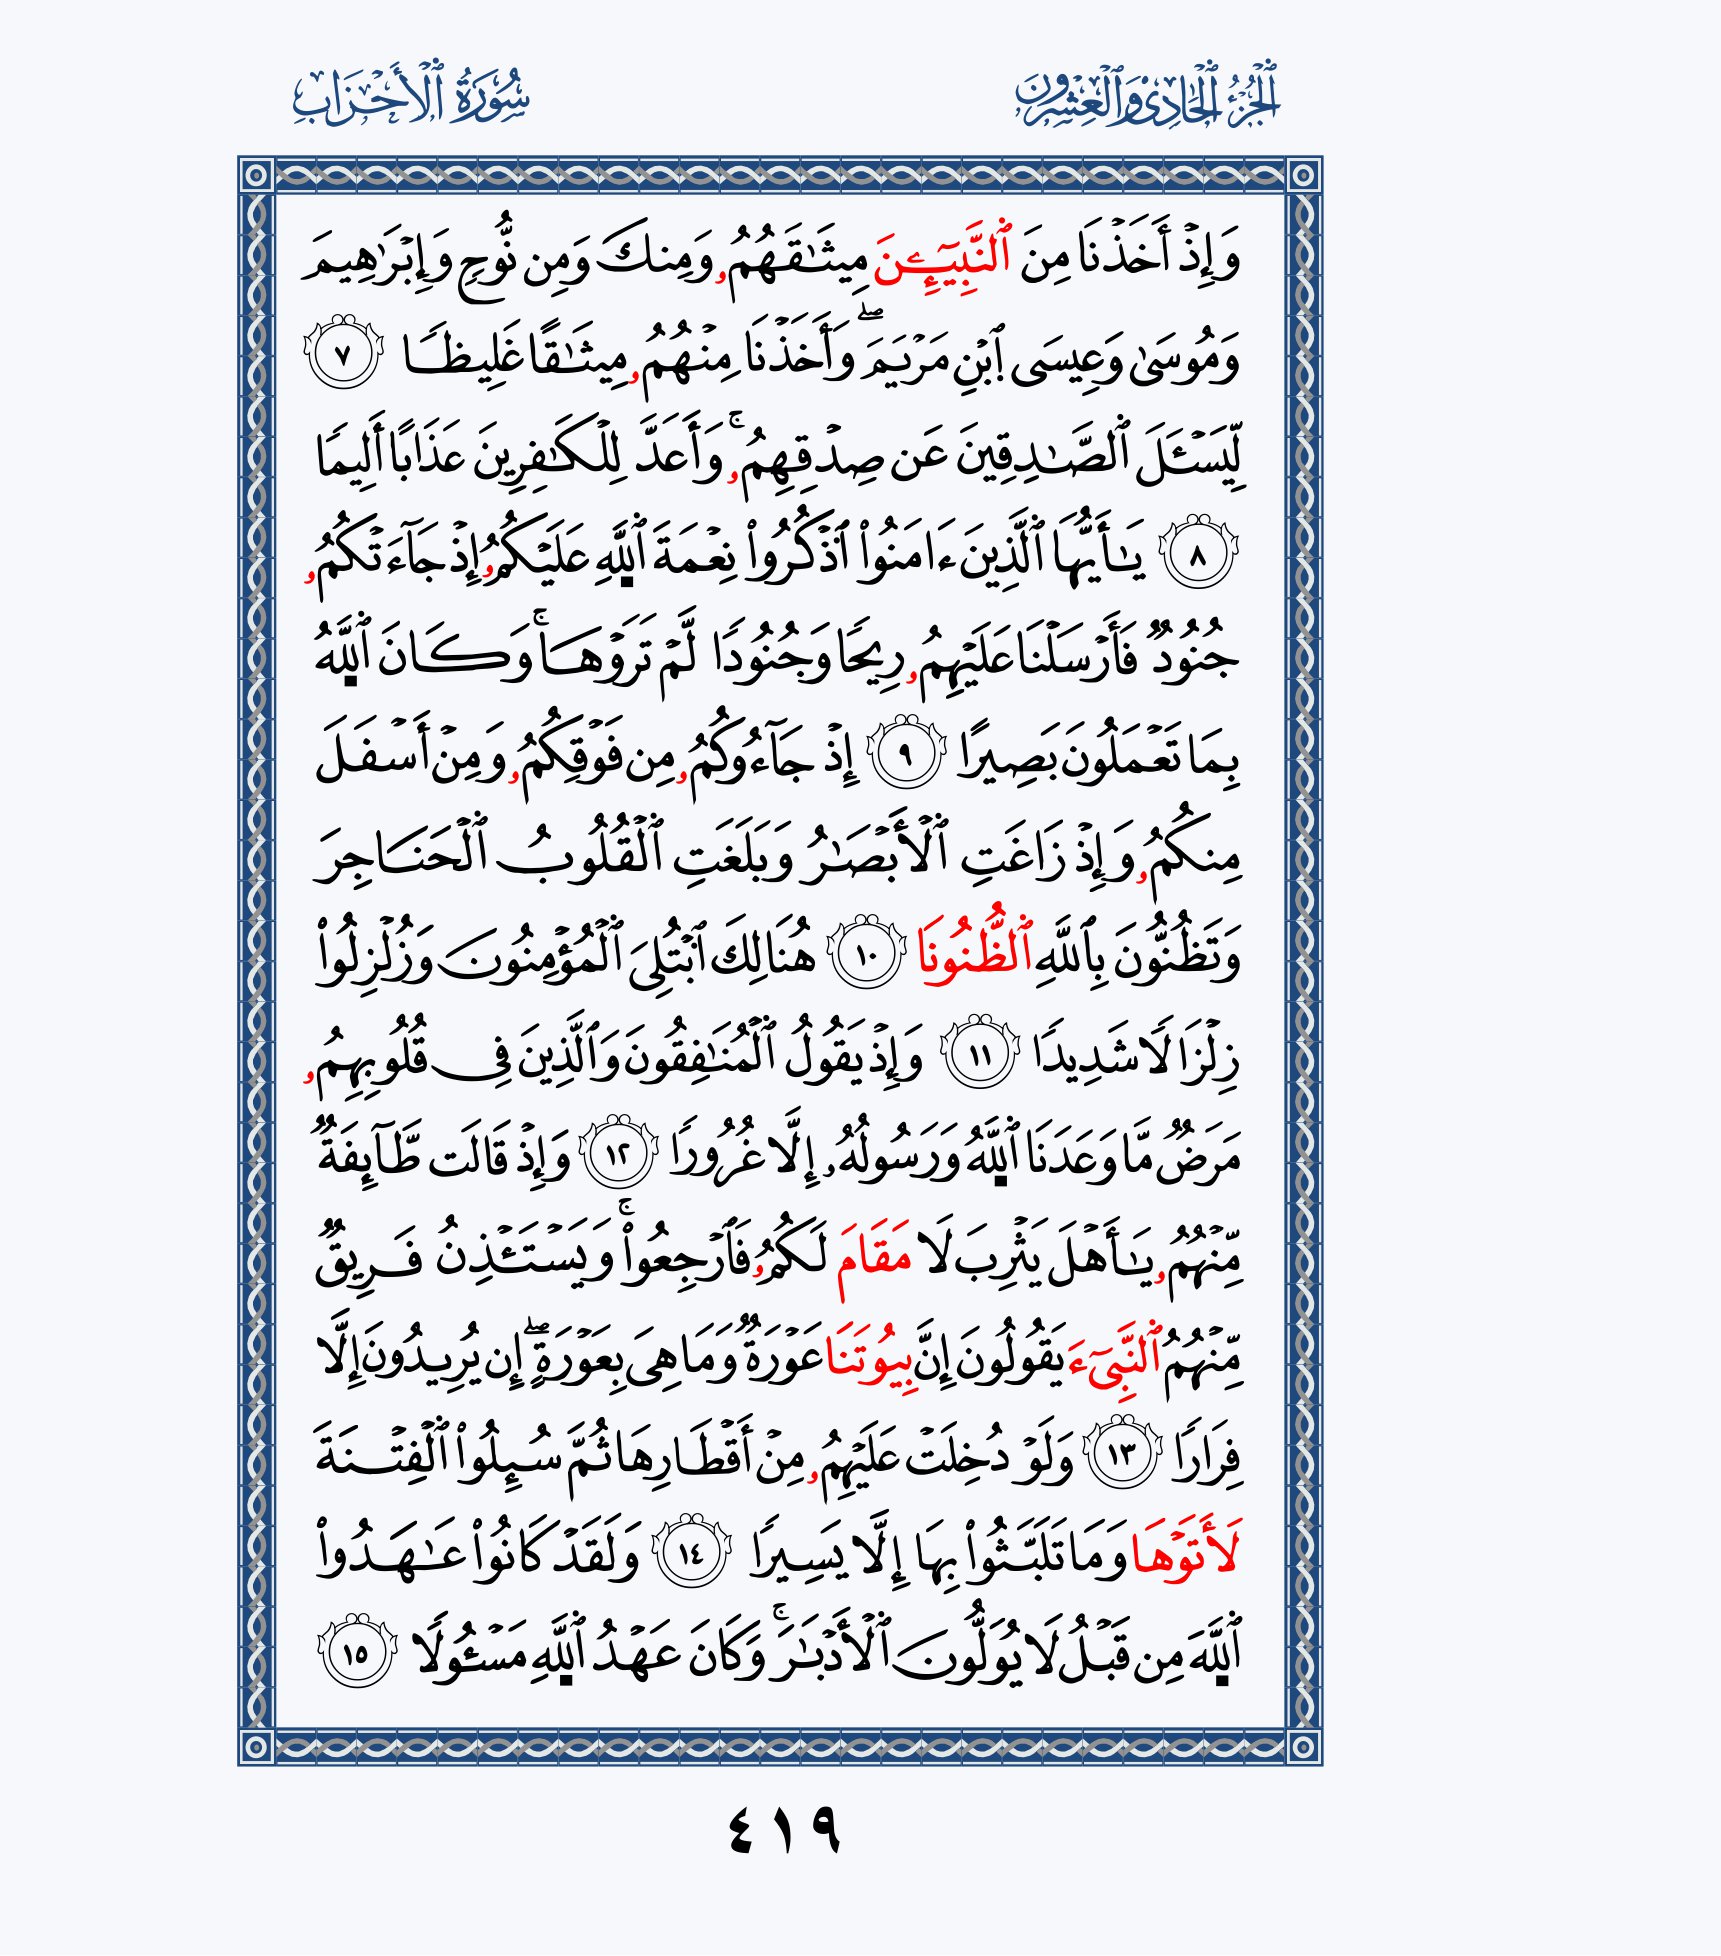 ٱلْجُزْءُ ٱلْحَادِى وَٱلْعِشْرُونَ
سُورَةُ ٱلْأَحْزَابِ
وَإِذْ أَخَذْنَا مِنَ ٱلنَّبِيٓـِٕنَ مِيثَٰقَهُمُۥ وَمِنكَ وَمِن نُّوحٍ وَإِبْرَٰهِيمَ
وَمُوسَىٰ وَعِيسَى ٱبْنِ مَرْيَمَ ۖ وَأَخَذْنَا مِنْهُمُۥ مِيثَٰقًا غَلِيظًا ٧
لِّيَسْـَٔلَ ٱلصَّٰدِقِينَ عَن صِدْقِهِمُۥ ۚ وَأَعَدَّ لِلْكَٰفِرِينَ عَذَابًا أَلِيمًا
٨ يَٰٓأَيُّهَا ٱلَّذِينَ ءَامَنُوا۟ ٱذْكُرُوا۟ نِعْمَةَ ٱللَّهِ عَلَيْكُمُۥ إِذْ جَآءَتْكُمُۥ
جُنُودٌ فَأَرْسَلْنَا عَلَيْهِمُۥ رِيحًا وَجُنُودًا لَّمْ تَرَوْهَا ۚ وَكَانَ ٱللَّهُ
بِمَا تَعْمَلُونَ بَصِيرًا ٩ إِذْ جَآءُوكُمُۥ مِن فَوْقِكُمُۥ وَمِنْ أَسْفَلَ
مِنكُمُۥ وَإِذْ زَاغَتِ ٱلْأَبْصَٰرُ وَبَلَغَتِ ٱلْقُلُوبُ ٱلْحَنَاجِرَ
وَتَظُنُّونَ بِٱللَّهِ ٱلظُّنُونَا ١٠ هُنَالِكَ ٱبْتُلِىَ ٱلْمُؤْمِنُونَ وَزُلْزِلُوا۟
زِلْزَالًا شَدِيدًا ١١ وَإِذْ يَقُولُ ٱلْمُنَٰفِقُونَ وَٱلَّذِينَ فِى قُلُوبِهِمُۥ
مَرَضٌ مَّا وَعَدَنَا ٱللَّهُ وَرَسُولُهُۥ إِلَّا غُرُورًا ١٢ وَإِذْ قَالَت طَّآئِفَةٌ
مِّنْهُمُۥ يَٰٓأَهْلَ يَثْرِبَ لَا مَقَامَ لَكُمُۥ فَٱرْجِعُوا۟ ۚ وَيَسْتَـْٔذِنُ فَرِيقٌ
مِّنْهُمُ ٱلنَّبِىٓءَ يَقُولُونَ إِنَّ بِيُوتَنَا عَوْرَةٌ وَمَا هِىَ بِعَوْرَةٍ ۖ إِن يُرِيدُونَ إِلَّا
فِرَارًا ١٣ وَلَوْ دُخِلَتْ عَلَيْهِمُۥ مِنْ أَقْطَارِهَا ثُمَّ سُئِلُوا۟ ٱلْفِتْنَةَ
لَأَتَوْهَا وَمَا تَلَبَّثُوا۟ بِهَا إِلَّا يَسِيرًا ١٤ وَلَقَدْ كَانُوا۟ عَٰهَدُوا۟
ٱللَّهَ مِن قَبْلُ لَا يُوَلُّونَ ٱلْأَدْبَٰرَ ۚ وَكَانَ عَهْدُ ٱللَّهِ مَسْـُٔولًا ١٥
٤١٩